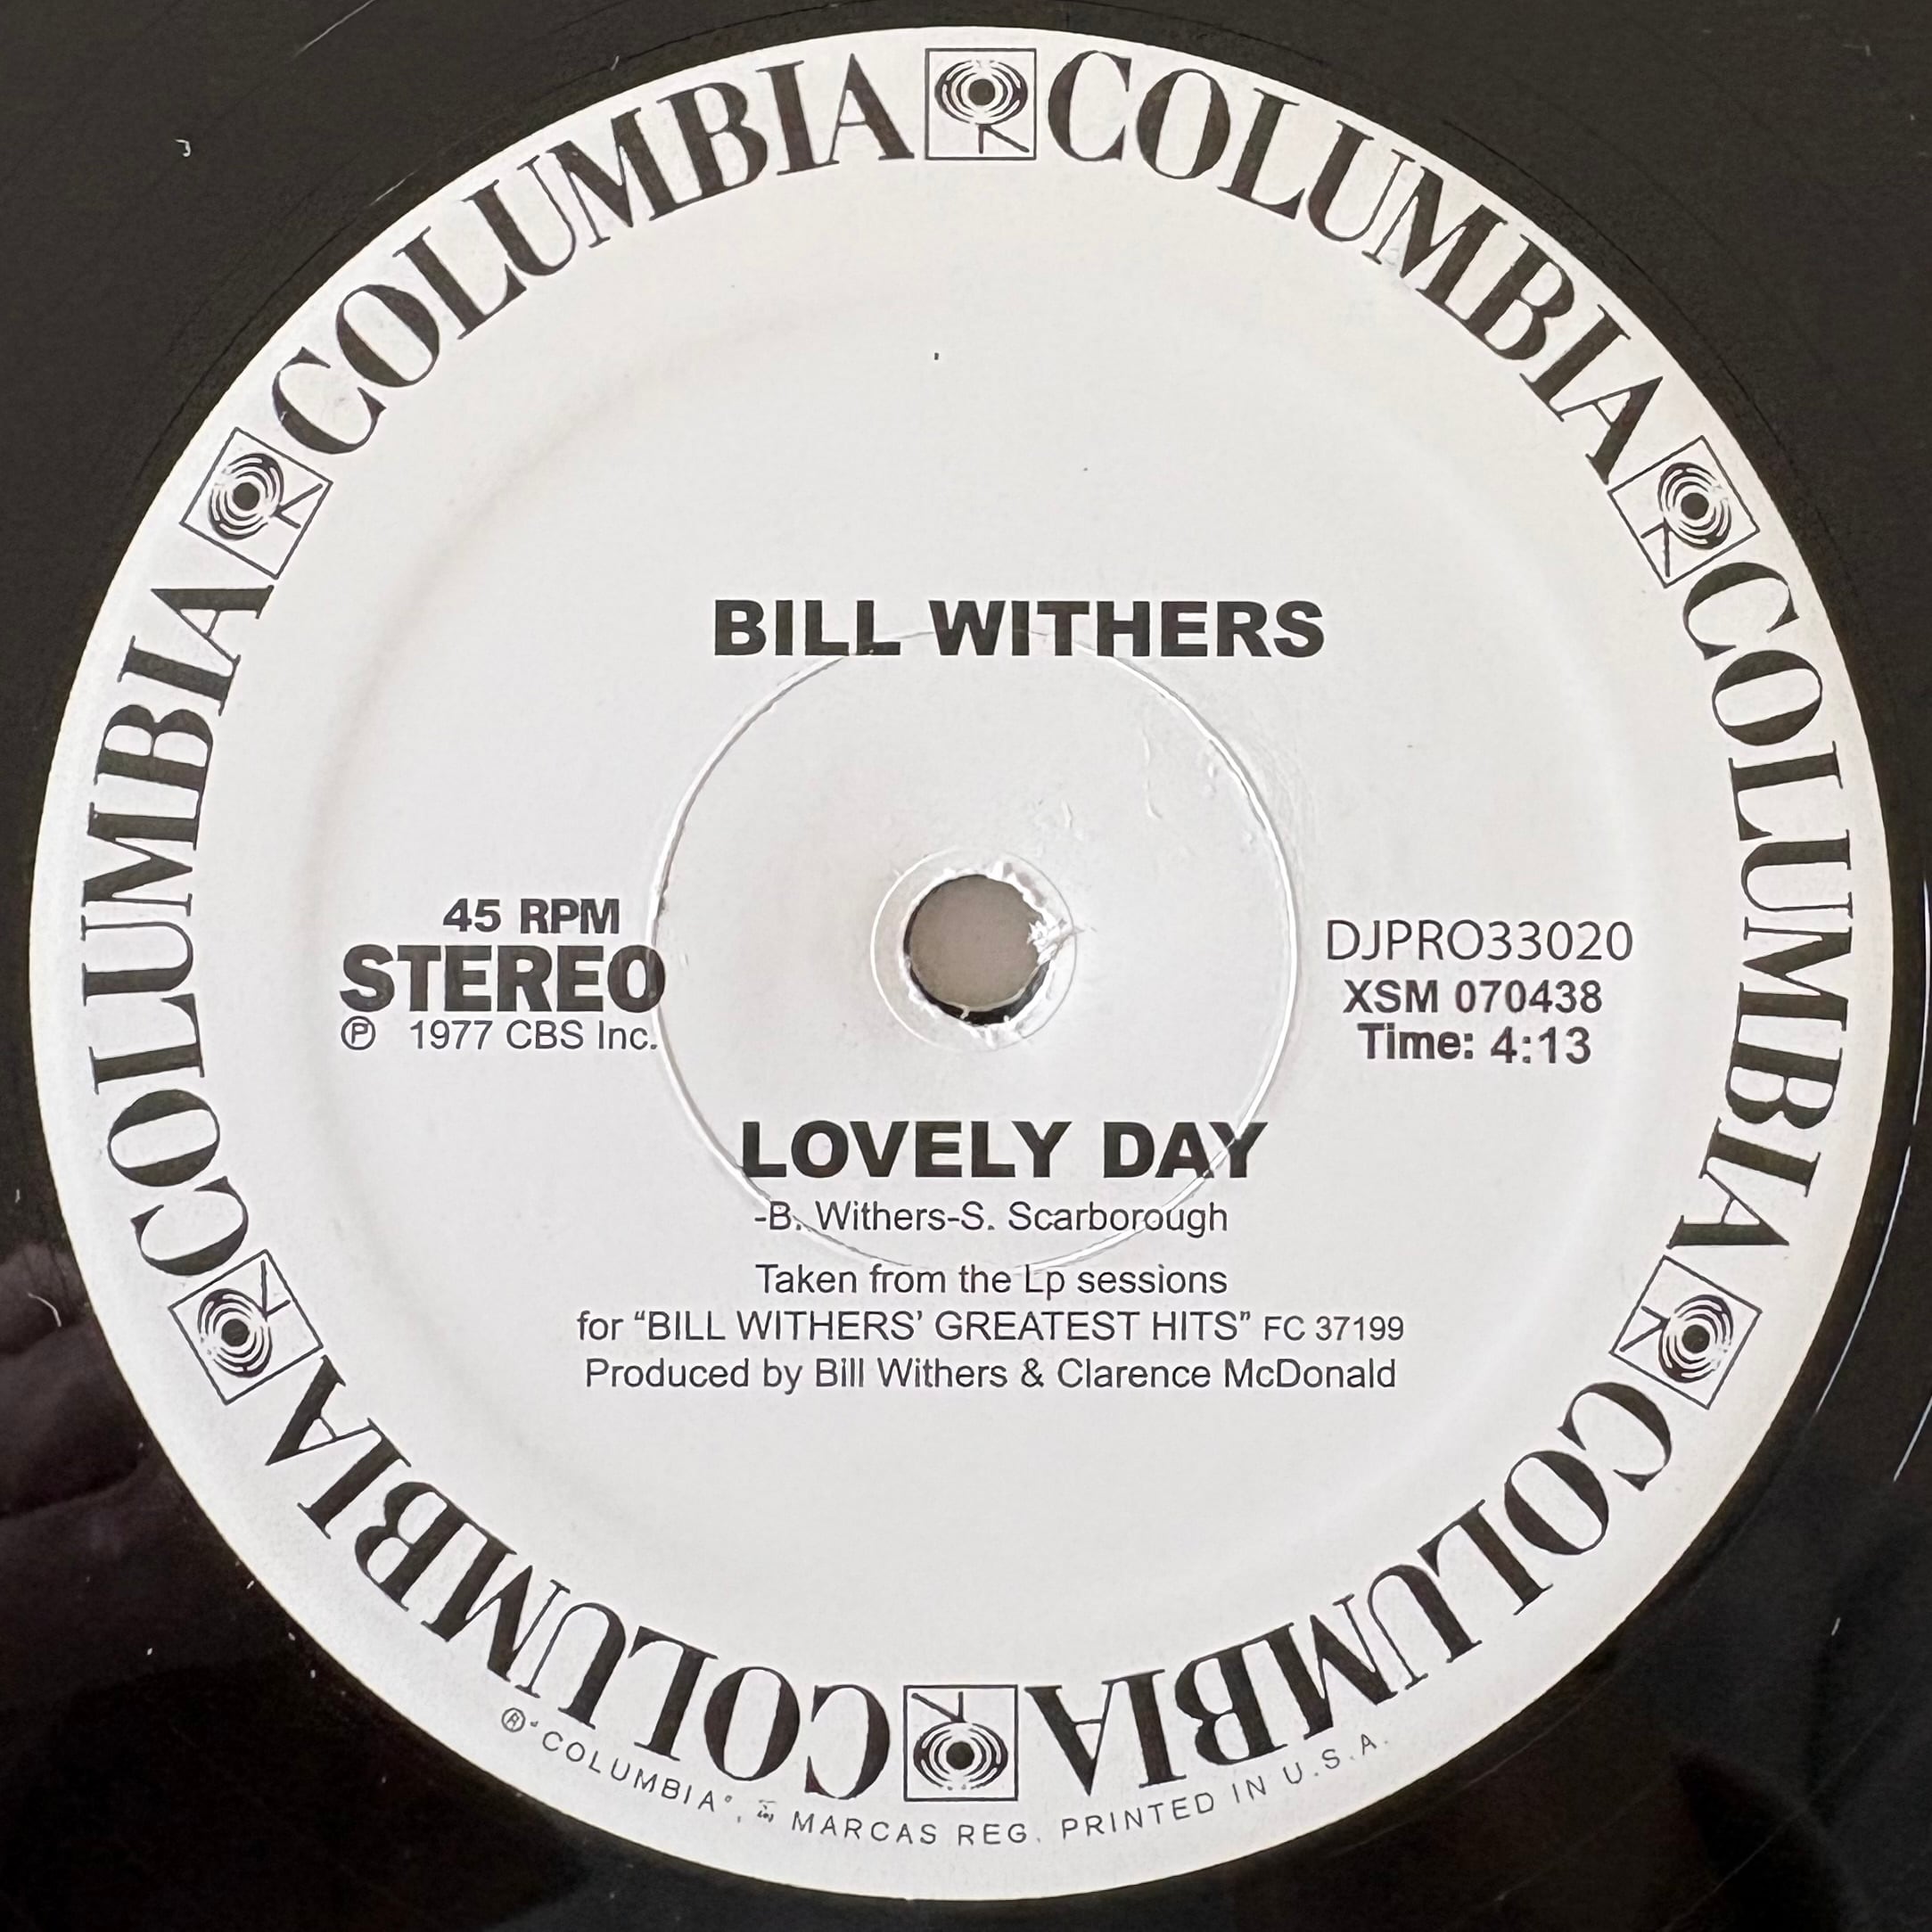 COLUMBIA COLUMBIA COLUMBIA COLUMBIA COLUMBIA COLUMBIA
BILL WITHERS
45 RPM
STEREO
Ⓟ 1977 CBS Inc.
DJPRO33020
XSM 070438
Time: 4:13
LOVELY DAY
-B. Withers-S. Scarborough
Taken from the Lp sessions
for “BILL WITHERS’ GREATEST HITS” FC 37199
Produced by Bill Withers & Clarence McDonald
® “COLUMBIA”, MARCAS REG. PRINTED IN U.S.A.